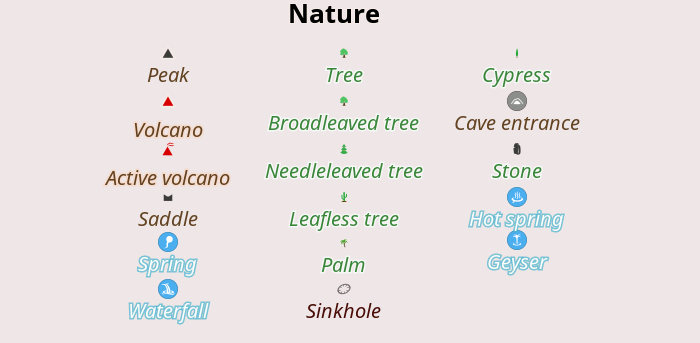 Nature
Peak
Volcano
Active volcano
Saddle
Spring
Waterfall
Tree
Broadleaved tree
Needleleaved tree
Leafless tree
Palm
Sinkhole
Cypress
Cave entrance
Stone
Hot spring
Geyser